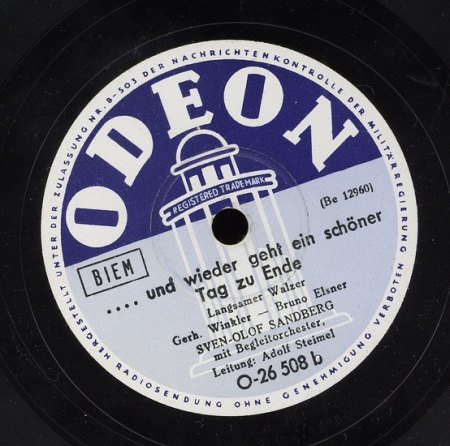 HERGESTELLT UNTER DER ZULASSUNG NR. B-503 DER NACHRICHTENKONTROLLE DER MILITÄRREGIERUNG
RADIOSENDUNG OHNE GENEHMIGUNG VERBOTEN
ODEON
REGISTERED TRADE MARK
BIEM
(Be 12960)
.... und wieder geht ein schöner
Tag zu Ende
Langsamer Walzer
Gerh. Winkler – Bruno Elsner
SVEN-OLOF SANDBERG
mit Begleitorchester,
Leitung: Adolf Steimel
O-26 508 b